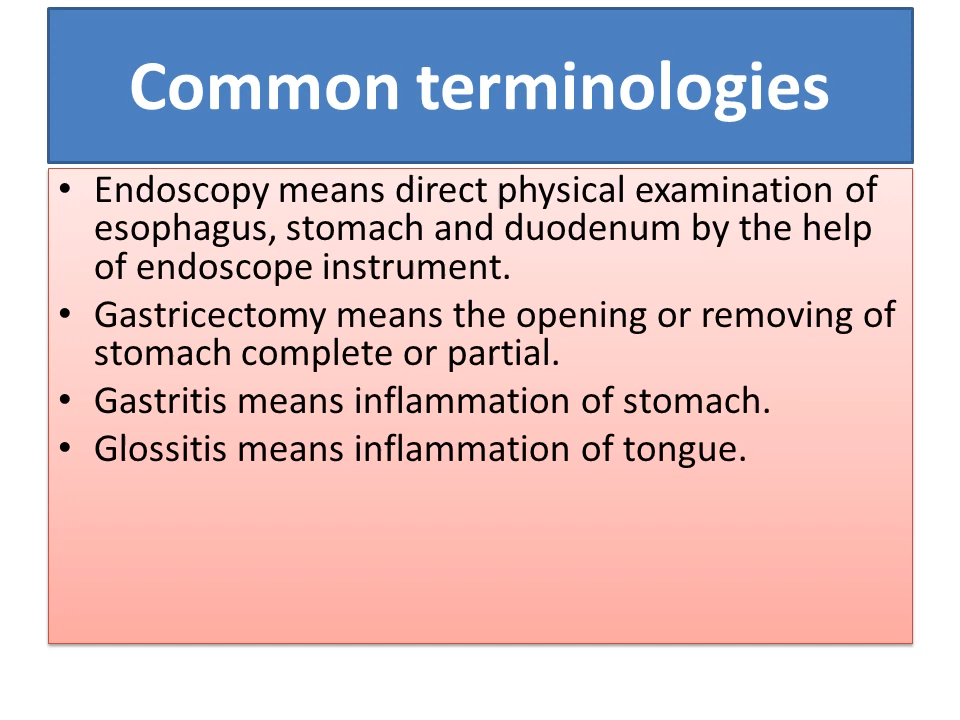 Common terminologies
• Endoscopy means direct physical examination of
esophagus, stomach and duodenum by the help
of endoscope instrument.
• Gastricectomy means the opening or removing of
stomach complete or partial.
• Gastritis means inflammation of stomach.
• Glossitis means inflammation of tongue.